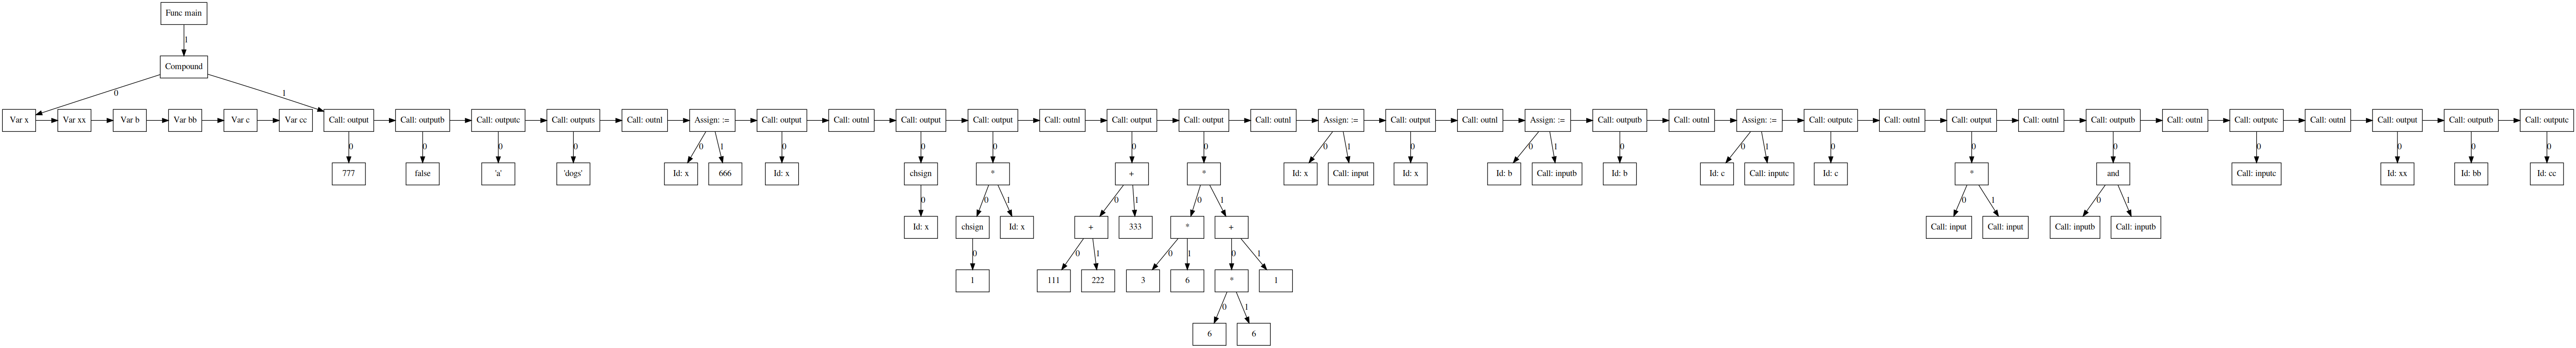 Func main
1
Compound
0
1
Var x
Var xx
Var b
Var bb
Var c
Var cc
Call: output
Call: outputb
Call: outputc
Call: outputs
Call: outnl
Assign: :=
Call: output
Call: outnl
Call: output
Call: output
Call: outnl
Call: output
Call: output
Call: outnl
Assign: :=
Call: output
Call: outnl
Assign: :=
Call: outputb
Call: outnl
Assign: :=
Call: outputc
Call: outnl
Call: output
Call: outnl
Call: outputb
Call: outnl
Call: outputc
Call: outnl
Call: output
Call: outputb
Call: outputc
0
0
0
0
0
1
0
0
0
0
0
0
1
0
0
1
0
0
1
0
0
0
0
0
0
0
777
false
'a'
'dogs'
Id: x
666
Id: x
chsign
*
+
*
Id: x
Call: input
Id: x
Id: b
Call: inputb
Id: b
Id: c
Call: inputc
Id: c
*
and
Call: inputc
Id: xx
Id: bb
Id: cc
0
0
1
0
1
0
1
0
1
0
1
Id: x
chsign
Id: x
+
333
*
+
Call: input
Call: input
Call: inputb
Call: inputb
0
0
1
0
1
0
1
1
111
222
3
6
*
1
0
1
6
6